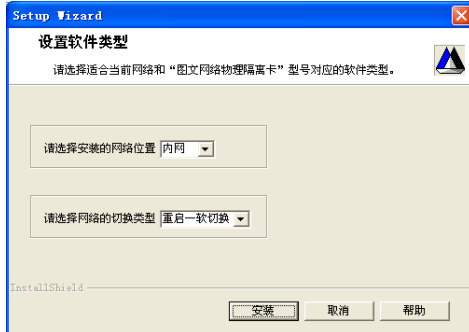 Setup Wizard
设置软件类型
请选择适合当前网络和“图文网络物理隔离卡”型号对应的软件类型。
请选择安装的网络位置 内网
请选择网络的切换类型 重启—软切换
InstallShield
安装 取消 帮助